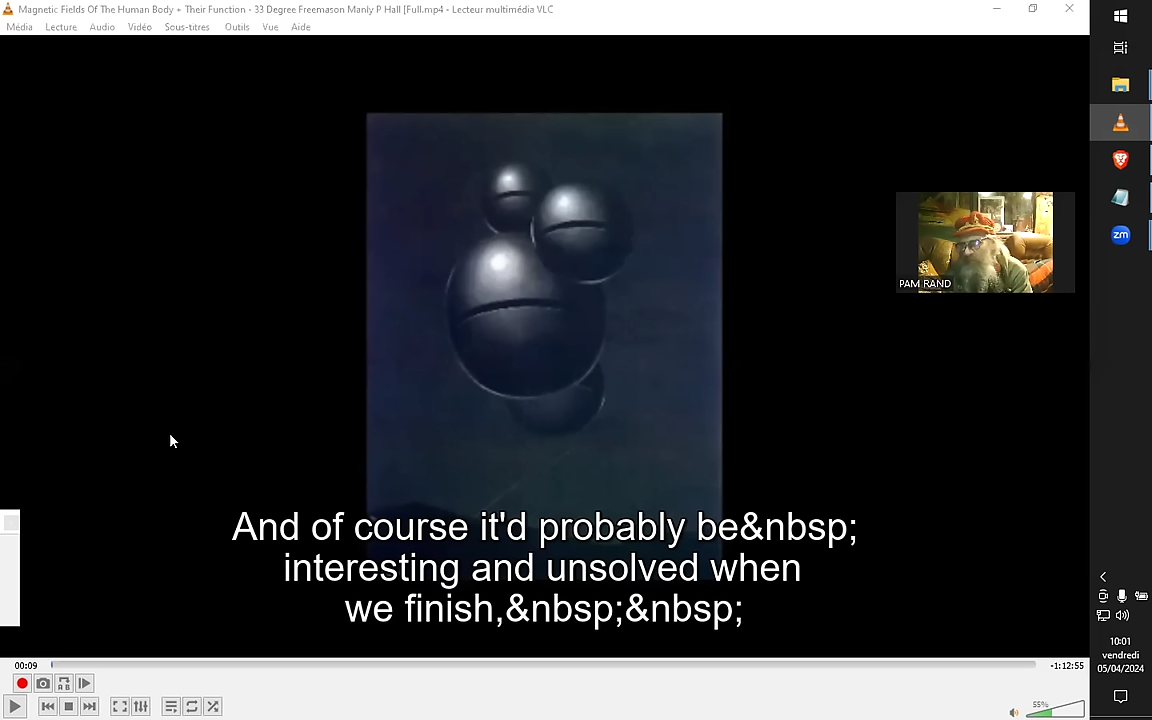 Magnetic Fields Of The Human Body + Their Function - 33 Degree Freemason Manly P Hall [Full.mp4 - Lecteur multimédia VLC
Média Lecture Audio Vidéo Sous-titres Outils Vue Aide
PAM RAND
zm
And of course it'd probably be&nbsp;
interesting and unsolved when
we finish,&nbsp;&nbsp;
00:09
-1:12:55
A B
55%
10:01
vendredi
05/04/2024